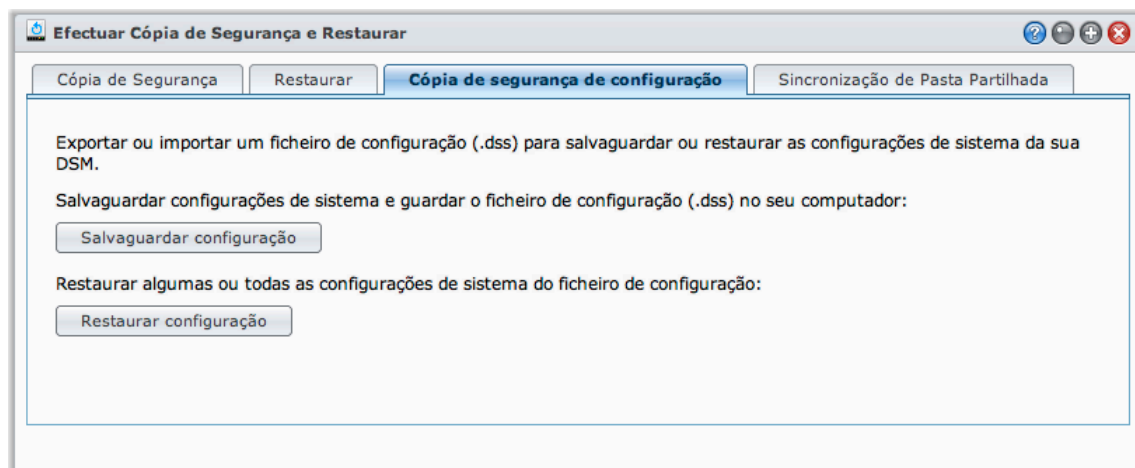 Efectuar Cópia de Segurança e Restaurar
Cópia de Segurança
Restaurar
Cópia de segurança de configuração
Sincronização de Pasta Partilhada
Exportar ou importar um ficheiro de configuração (.dss) para salvaguardar ou restaurar as configurações de sistema da sua
DSM.
Salvaguardar configurações de sistema e guardar o ficheiro de configuração (.dss) no seu computador:
Salvaguardar configuração
Restaurar algumas ou todas as configurações de sistema do ficheiro de configuração:
Restaurar configuração